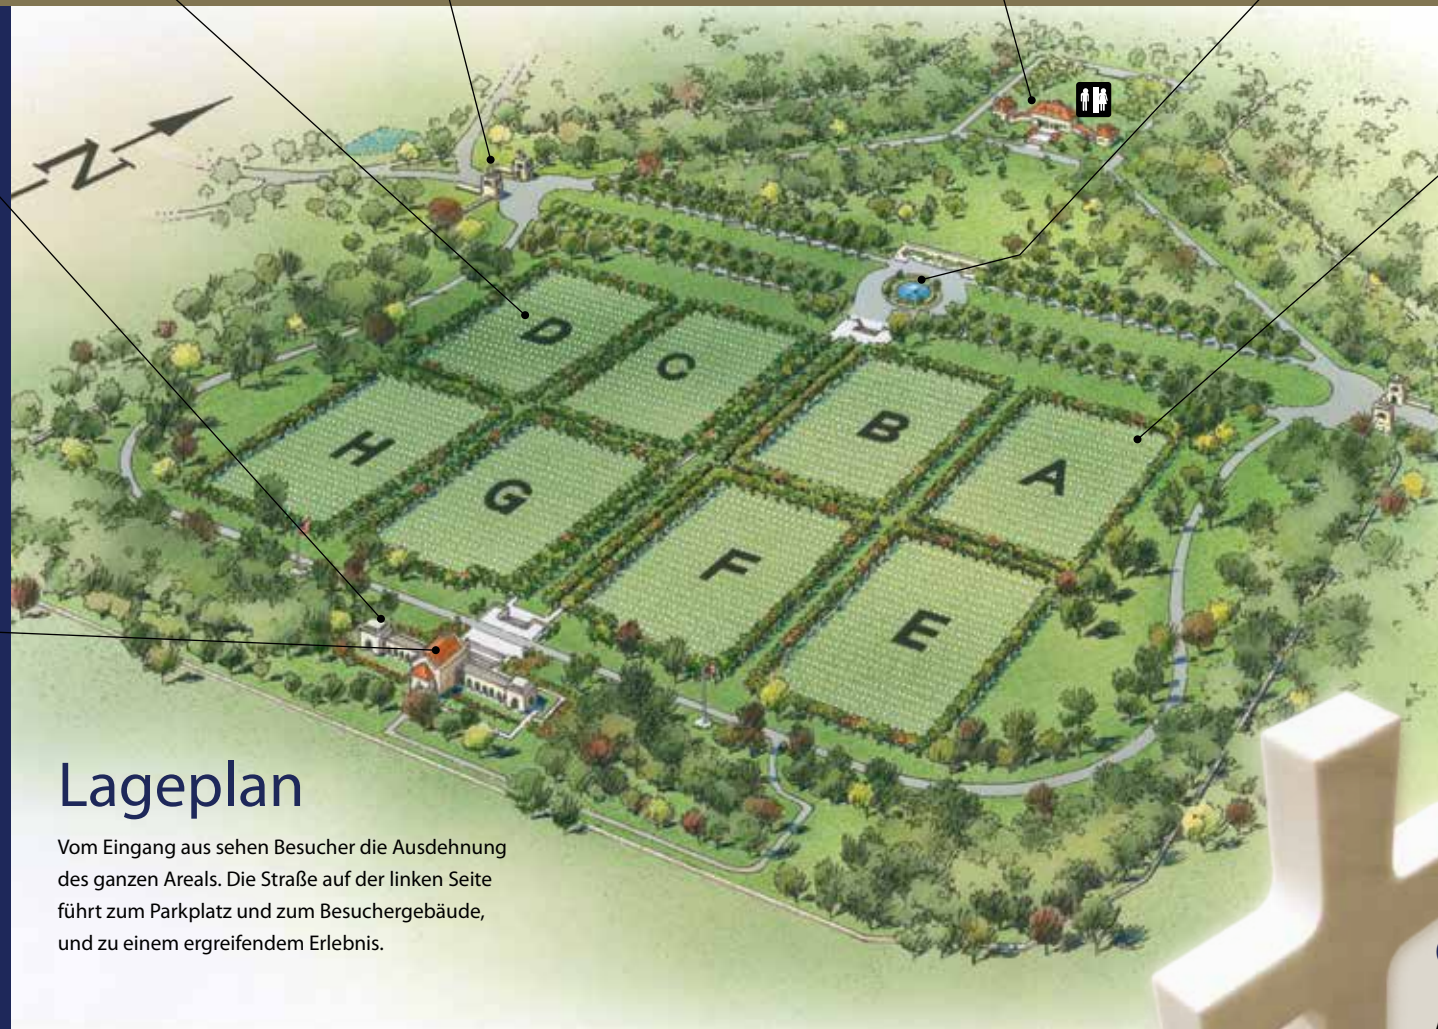 N
D
C
B
A
H
G
F
E
Lageplan
Vom Eingang aus sehen Besucher die Ausdehnung
des ganzen Areals. Die Straße auf der linken Seite
führt zum Parkplatz und zum Besuchergebäude,
und zu einem ergreifendem Erlebnis.